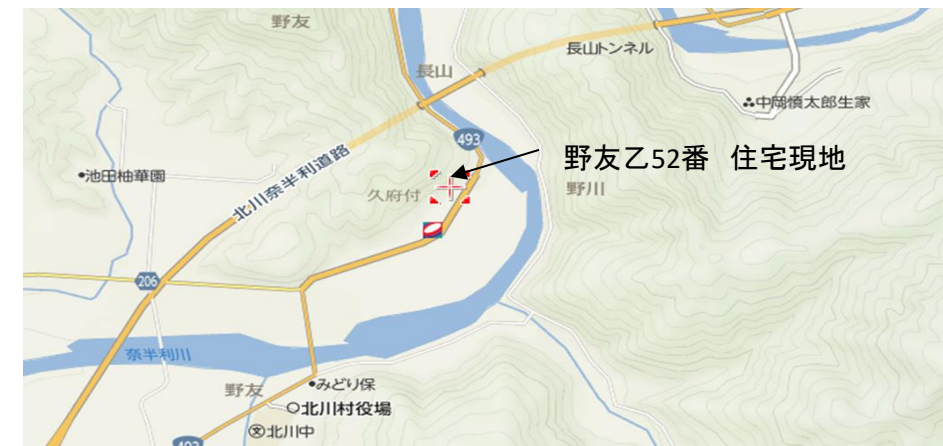 野友
長山トンネル
長山
中岡慎太郎生家
493
野友乙52番　住宅現地
池田柚華園
北川奈半利道路
久府付
野川
206
奈半利川
野友
みどり保
北川村役場
文北川中
493